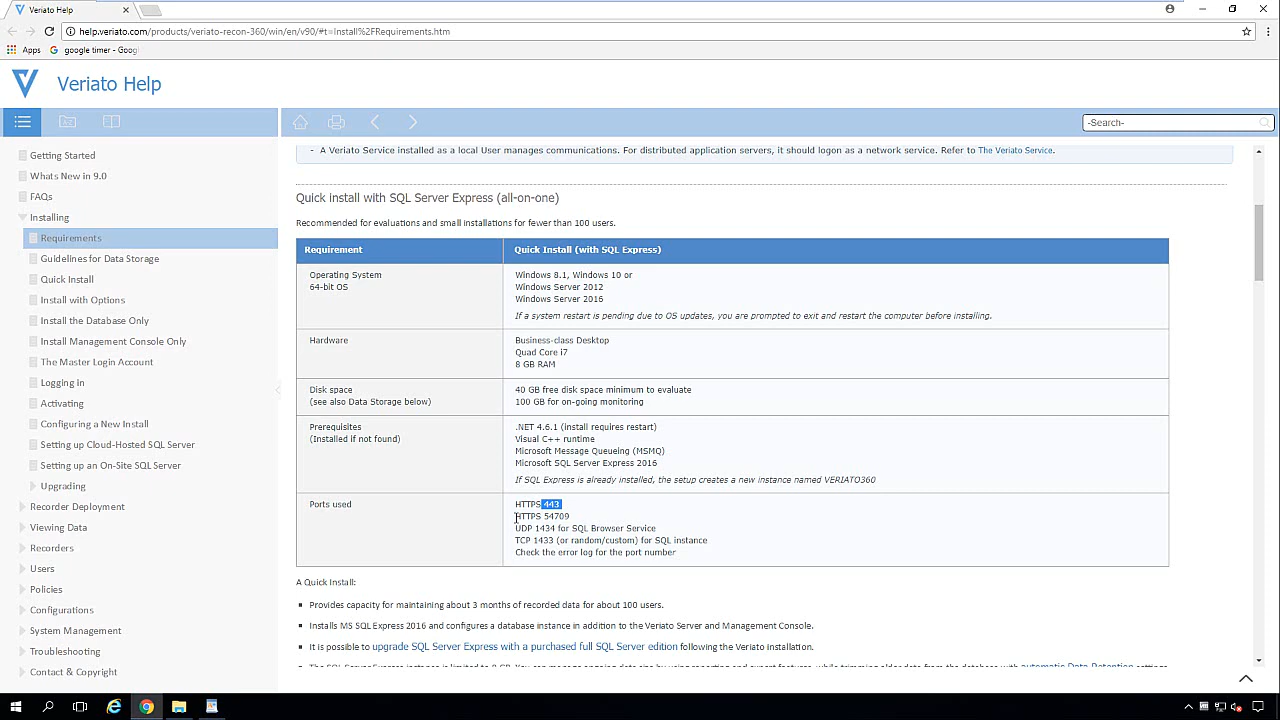 Veriato Help
help.veriato.com/products/veriato-recon-360/win/en/v90/#t=Install%2FRequirements.htm
Apps
google timer - Goog
Veriato Help
-Search-
Getting Started
Whats New in 9.0
FAQs
Installing
Requirements
Guidelines for Data Storage
Quick Install
Install with Options
Install the Database Only
Install Management Console Only
The Master Login Account
Logging in
Activating
Configuring a New Install
Setting up Cloud-Hosted SQL Server
Setting up an On-Site SQL Server
Upgrading
Recorder Deployment
Viewing Data
Recorders
Users
Policies
Configurations
System Management
Troubleshooting
Contact & Copyright
- A Veriato Service installed as a local User manages communications. For distributed application servers, it should logon as a network service. Refer to The Veriato Service.
Quick install with SQL Server Express (all-on-one)
Recommended for evaluations and small installations for fewer than 100 users.
Requirement
Quick Install (with SQL Express)
Operating System
64-bit OS
Windows 8.1, Windows 10 or
Windows Server 2012
Windows Server 2016
If a system restart is pending due to OS updates, you are prompted to exit and restart the computer before installing.
Hardware
Business-class Desktop
Quad Core i7
8 GB RAM
Disk space
(see also Data Storage below)
40 GB free disk space minimum to evaluate
100 GB for on-going monitoring
Prerequisites
(Installed if not found)
.NET 4.6.1 (install requires restart)
Visual C++ runtime
Microsoft Message Queueing (MSMQ)
Microsoft SQL Server Express 2016
If SQL Express is already installed, the setup creates a new instance named VERIATO360
Ports used
HTTPS 443
HTTPS 54709
UDP 1434 for SQL Browser Service
TCP 1433 (or random/custom) for SQL instance
Check the error log for the port number
A Quick Install:
▪ Provides capacity for maintaining about 3 months of recorded data for about 100 users.
▪ Installs MS SQL Express 2016 and configures a database instance in addition to the Veriato Server and Management Console.
▪ It is possible to upgrade SQL Server Express with a purchased full SQL Server edition following the Veriato installation.